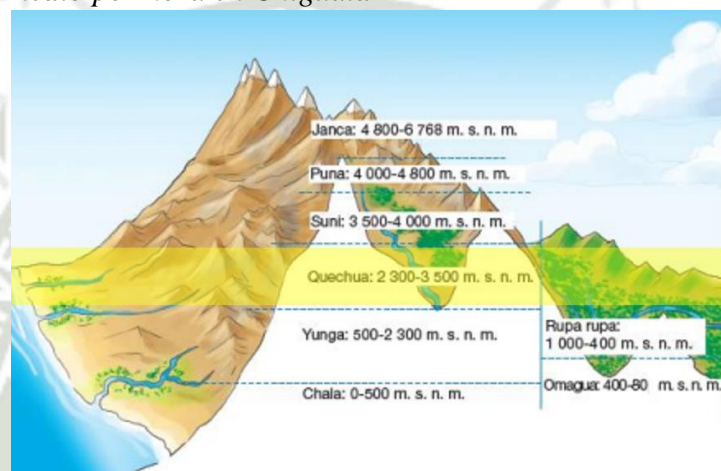 Janca: 4 800-6 768 m. s. n. m.
Puna: 4 000-4 800 m. s. n. m.
Suni: 3 500-4 000 m. s. n. m.
Quechua: 2 300-3 500 m. s. n. m.
Yunga: 500-2 300 m. s. n. m.
Rupa rupa:
1 000-400 m. s. n. m.
Chala: 0-500 m. s. n. m.
Omagua: 400-80 m. s. n. m.